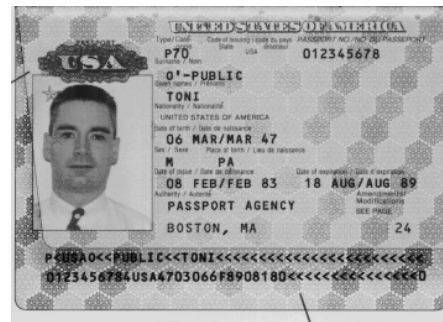 UNITED STATES OF AMERICA
PASSPORT
USA
Type/Caté- Code of issuing / code du pays PASSPORT NO./NO. DU PASSEPORT
State
P70 USA 012345678
Surname / Nom
O'-PUBLIC
Given names / Prénoms
TONI
Nationality / Nationalité
UNITED STATES OF AMERICA
Date of birth / Date de naissance
06 MAR/MAR 47
Sex / Sexe Place of birth / Lieu de naissance
M PA
Date of issue / Date de délivrance Date of expiration / Date d'expiration
08 FEB/FEB 83 18 AUG/AUG 89
Authority / Autorité Amendments/
Modifications
PASSPORT AGENCY
SEE PAGE
BOSTON, MA 24
P<USAO<<PUBLIC<<TONI<<<<<<<<<<<<<<<<<<<<<<<<
0123456784USA4703066F8908180<<<<<<<<<<<<<<<0